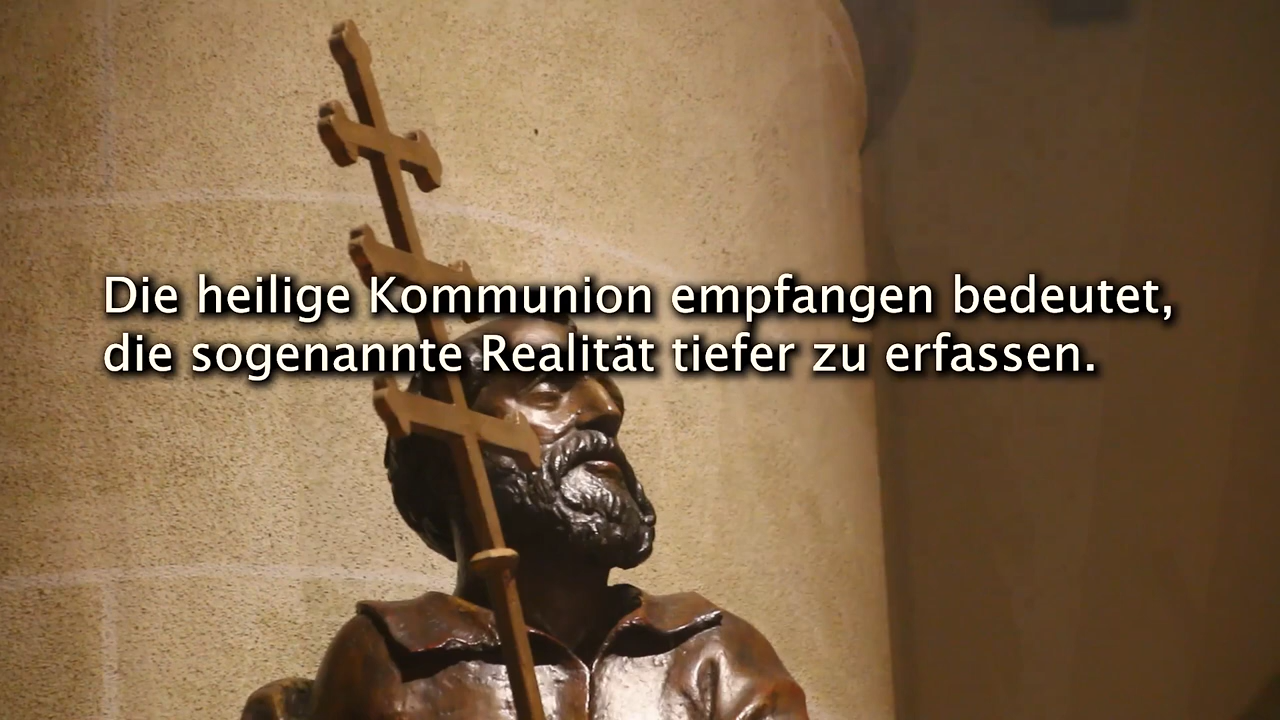 Die heilige Kommunion empfangen bedeutet,
die sogenannte Realität tiefer zu erfassen.